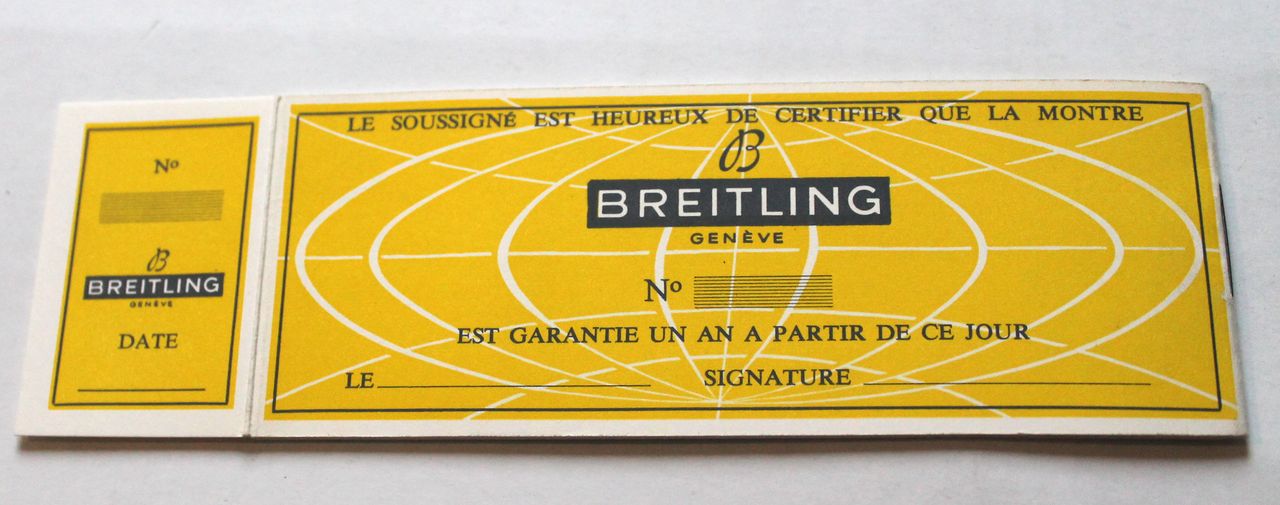 Nº
B
BREITLING
GENÈVE
DATE
LE SOUSSIGNÉ EST HEUREUX DE CERTIFIER QUE LA MONTRE
B
BREITLING
GENÈVE
Nº
EST GARANTIE UN AN A PARTIR DE CE JOUR
LE SIGNATURE